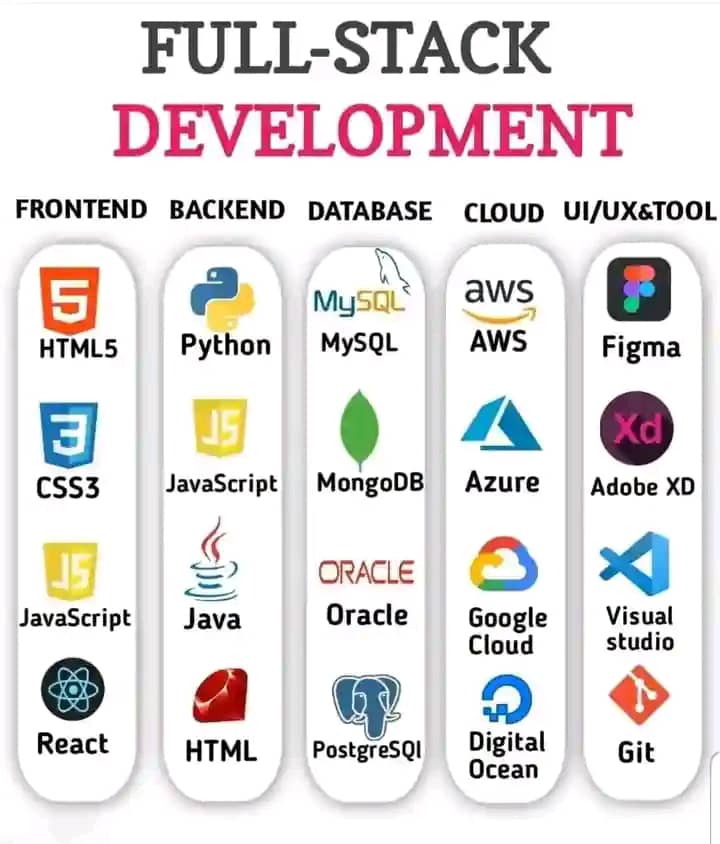 FULL-STACK
DEVELOPMENT
FRONTEND BACKEND DATABASE CLOUD UI/UX&TOOL
5
HTML5
3
CSS3
JS
JavaScript
React
Python
JS
JavaScript
Java
HTML
MySQL
MySQL
MongoDB
ORACLE
Oracle
PostgreSQl
aws
AWS
Azure
Google
Cloud
Digital
Ocean
Figma
Xd
Adobe XD
Visual
studio
Git